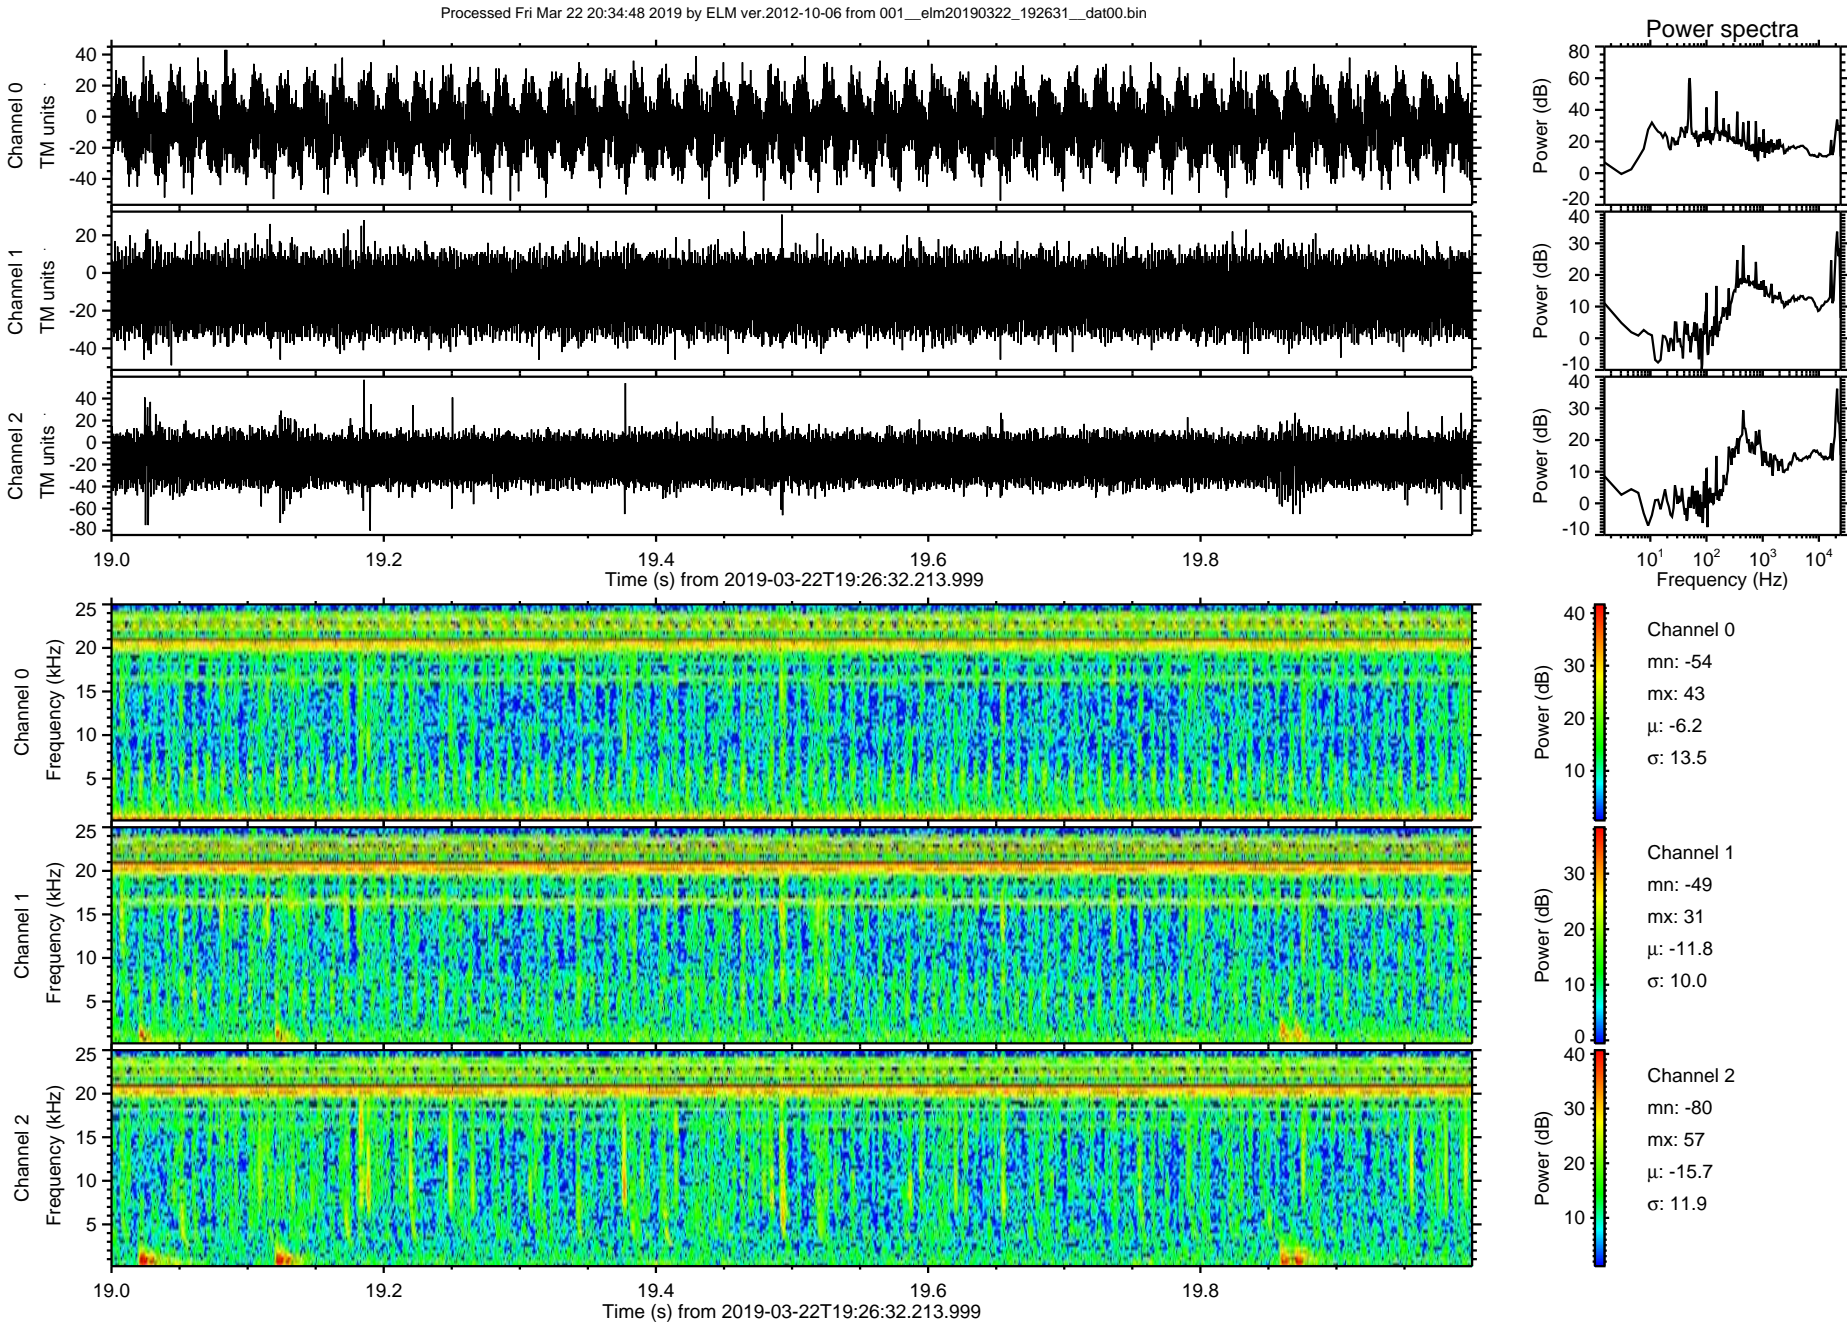 Processed Fri Mar 22 20:34:48 2019 by ELM ver.2012-10-06 from 001__elm20190322_192631__dat00.bin
Power spectra
Channel 0
TM units
40
20
0
-20
-40
Power (dB)
80
60
40
20
0
-20
Channel 1
TM units
20
0
-20
-40
Power (dB)
40
30
20
10
0
-10
Channel 2
TM units
40
20
0
-20
-40
-60
-80
Power (dB)
40
30
20
10
0
-10
19.0
19.2
19.4
19.6
19.8
Time (s) from 2019-03-22T19:26:32.213.999
10^1
10^2
10^3
10^4
Frequency (Hz)
Channel 0
Frequency (kHz)
25
20
15
10
5
Power (dB)
40
30
20
10
Channel 0
mn: -54
mx: 43
μ: -6.2
σ: 13.5
Channel 1
Frequency (kHz)
25
20
15
10
5
Power (dB)
30
20
10
0
Channel 1
mn: -49
mx: 31
μ: -11.8
σ: 10.0
Channel 2
Frequency (kHz)
25
20
15
10
5
Power (dB)
40
30
20
10
Channel 2
mn: -80
mx: 57
μ: -15.7
σ: 11.9
19.0
19.2
19.4
19.6
19.8
Time (s) from 2019-03-22T19:26:32.213.999